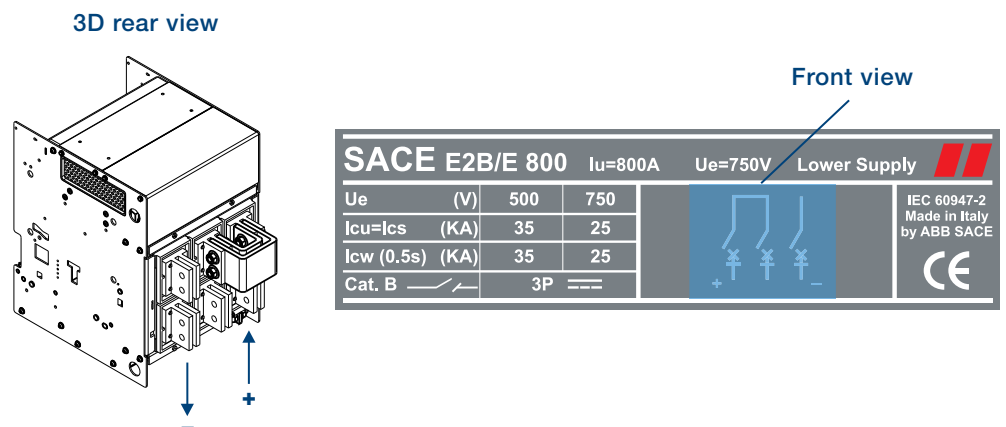 3D rear view
+
–
Front view
SACE E2B/E 800 Iu=800A Ue=750V Lower Supply
Ue (V) 500 750
Icu=Ics (KA) 35 25
Icw (0.5s) (KA) 35 25
Cat. B 3P
+ –
IEC 60947-2
Made in Italy
by ABB SACE
CE